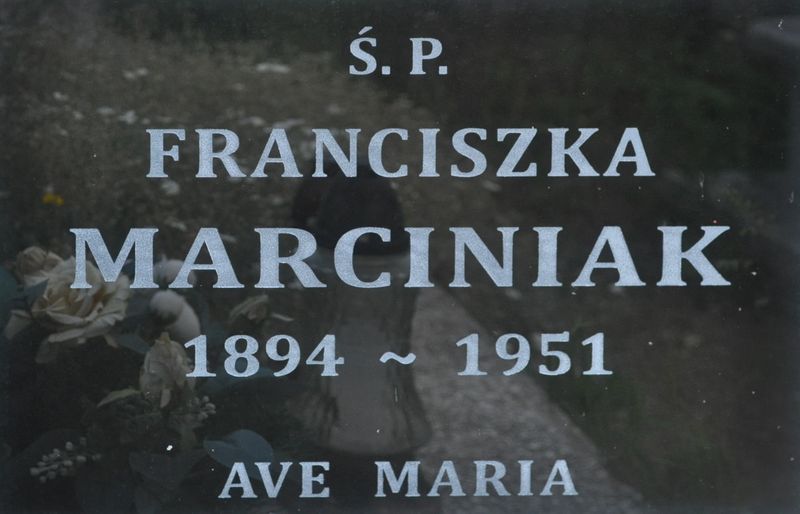 Ś. P.
FRANCISZKA
MARCINIAK
1894 ~ 1951
AVE MARIA